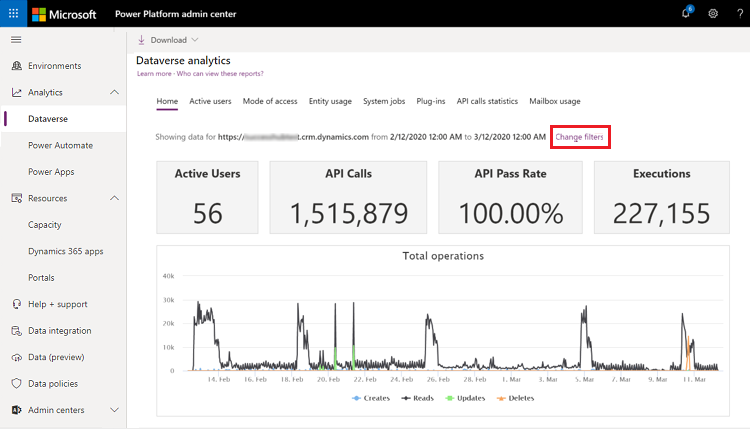 Microsoft Power Platform admin center 6 ?
Download
Dataverse analytics
Learn more · Who can view these reports?
Home Active users Mode of access Entity usage System jobs Plug-ins API calls statistics Mailbox usage
Showing data for https:// t.crm.dynamics.com from 2/12/2020 12:00 AM to 3/12/2020 12:00 AM Change filters
Environments
Analytics
Dataverse
Power Automate
Power Apps
Resources
Capacity
Dynamics 365 apps
Portals
Help + support
Data integration
Data (preview)
Data policies
Admin centers
Active Users
56
API Calls
1,515,879
API Pass Rate
100.00%
Executions
227,155
Total operations
40k
30k
20k
10k
0
14. Feb 16. Feb 18. Feb 20. Feb 22. Feb 24. Feb 26. Feb 28. Feb 1. Mar 3. Mar 5. Mar 7. Mar 9. Mar 11. Mar
Creates Reads Updates Deletes